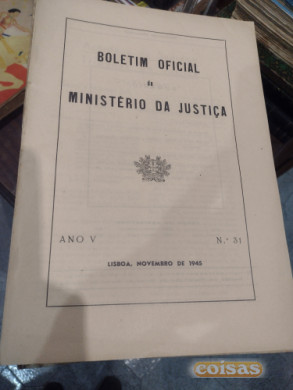 BOLETIM OFICIAL
do
MINISTÉRIO DA JUSTIÇA
ANO V N.º 31
LISBOA, NOVEMBRO DE 1945
coisas